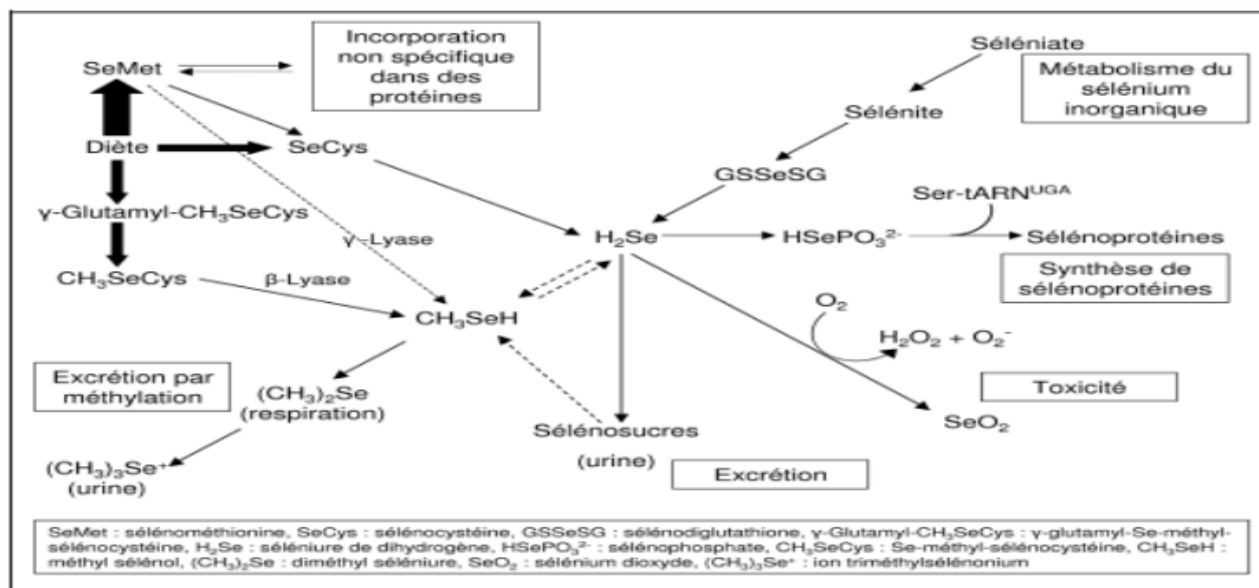 Incorporation
non spécifique
dans des
protéines
SeMet
Séléniate
Métabolisme du
sélénium
inorganique
Sélénite
Diète
SeCys
GSSeSG
Ser-tARNᵁᴳᴬ
γ-Glutamyl-CH₃SeCys
γ-Lyase
H₂Se
HSePO₃²⁻
Sélénoprotéines
CH₃SeCys
β-Lyase
Synthèse de
sélénoprotéines
CH₃SeH
O₂
H₂O₂ + O₂⁻
Excrétion par
méthylation
(CH₃)₂Se
(respiration)
Toxicité
SeO₂
Sélénosucres
(urine)
(CH₃)₃Se⁺
(urine)
Excrétion
SeMet : sélénométhionine, SeCys : sélénocystéine, GSSeSG : sélénodiglutathione, γ-Glutamyl-CH₃SeCys : γ-glutamyl-Se-méthyl-
sélénocystéine, H₂Se : séléniure de dihydrogène, HSePO₃²⁻ : sélénophosphate, CH₃SeCys : Se-méthyl-sélénocystéine, CH₃SeH :
méthyl sélénol, (CH₃)₂Se : diméthyl séléniure, SeO₂ : sélénium dioxyde, (CH₃)₃Se⁺ : ion triméthylsélénonium